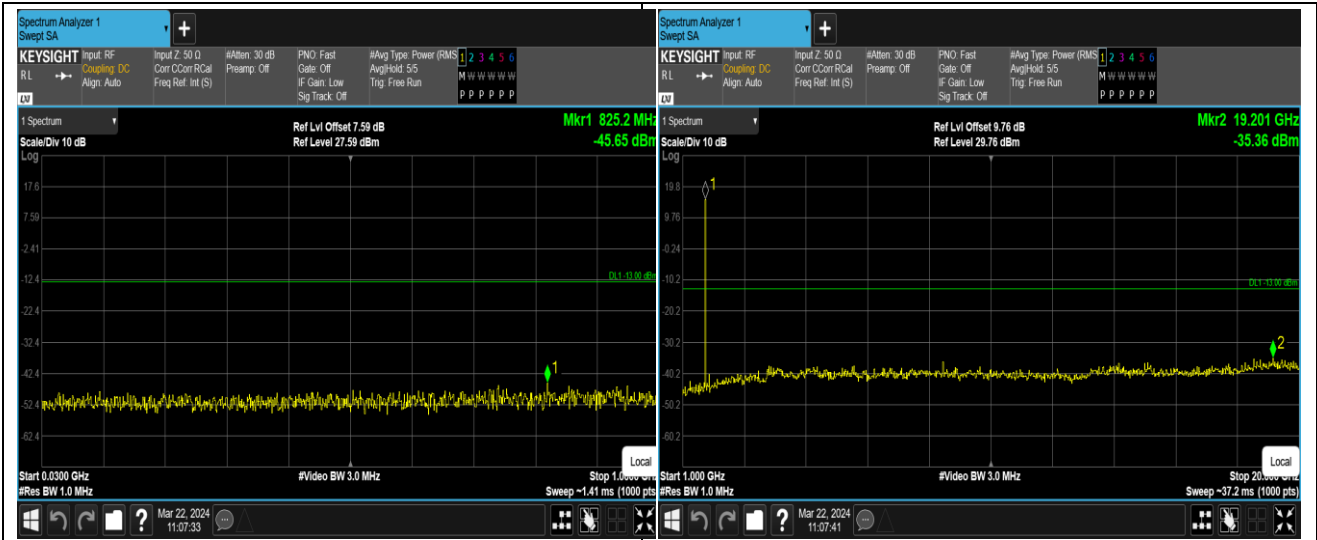 Spectrum Analyzer 1
Swept SA
+
KEYSIGHT
RL
LXI
Input: RF
Coupling: DC
Align: Auto
Input Z: 50 Ω
Corr CCorr RCal
Freq Ref: Int (S)
#Atten: 30 dB
Preamp: Off
PNO: Fast
Gate: Off
IF Gain: Low
Sig Track: Off
#Avg Type: Power (RMS
Avg|Hold: 5/5
Trig: Free Run
1 2 3 4 5 6
M W W W W W
P P P P P P
1 Spectrum
Scale/Div 10 dB
Log
Ref Lvl Offset 7.59 dB
Ref Level 27.59 dBm
Mkr1 825.2 MHz
-45.65 dBm
17.6
7.59
-2.41
-12.4
DL1 -13.00 dBm
-22.4
-32.4
-42.4
1
-52.4
-62.4
Local
Start 0.0300 GHz
#Video BW 3.0 MHz
#Res BW 1.0 MHz
Sweep ~1.41 ms (1000 pts
?
Mar 22, 2024
11:07:33
Spectrum Analyzer 1
Swept SA
+
KEYSIGHT
RL
LXI
Input: RF
Coupling: DC
Align: Auto
Input Z: 50 Ω
Corr CCorr RCal
Freq Ref: Int (S)
#Atten: 30 dB
Preamp: Off
PNO: Fast
Gate: Off
IF Gain: Low
Sig Track: Off
#Avg Type: Power (RMS
Avg|Hold: 5/5
Trig: Free Run
1 2 3 4 5 6
M W W W W W
P P P P P P
1 Spectrum
Scale/Div 10 dB
Log
Ref Lvl Offset 9.76 dB
Ref Level 29.76 dBm
Mkr2 19.201 GHz
-35.36 dBm
1
19.8
9.76
-0.24
-10.2
DL1 -13.00 dBm
-20.2
-30.2
2
-40.2
-50.2
-60.2
Local
Start 1.000 GHz
#Video BW 3.0 MHz
#Res BW 1.0 MHz
Sweep ~37.2 ms (1000 pts)
?
Mar 22, 2024
11:07:41